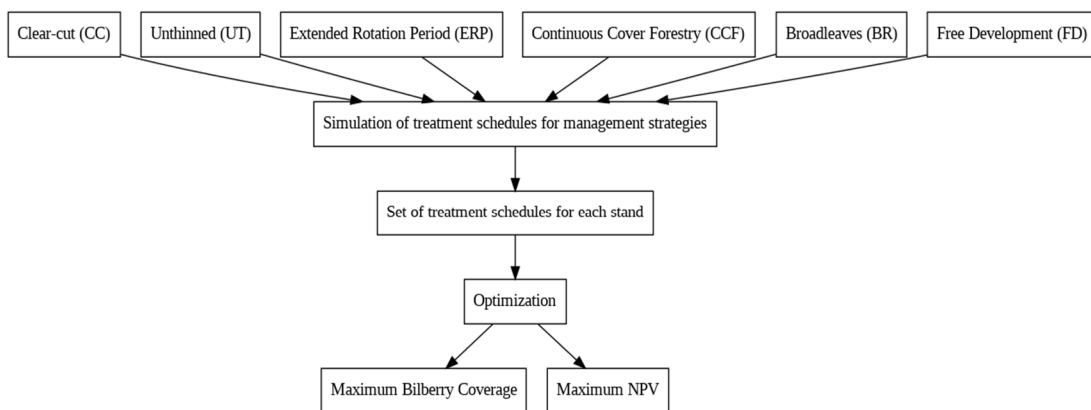 Clear-cut (CC)
Unthinned (UT)
Extended Rotation Period (ERP)
Continuous Cover Forestry (CCF)
Broadleaves (BR)
Free Development (FD)
Simulation of treatment schedules for management strategies
Set of treatment schedules for each stand
Optimization
Maximum Bilberry Coverage
Maximum NPV